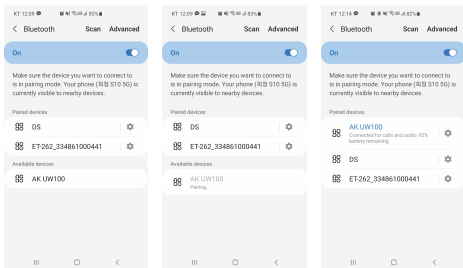 KT 12:09
83%
Bluetooth
Scan
Advanced
On
Make sure the device you want to connect to
is in pairing mode. Your phone (최정 S10 5G) is
currently visible to nearby devices.
Paired devices
DS
ET-262_334861000441
Available devices
AK UW100
KT 12:09
81%
Bluetooth
Scan
Advanced
On
Make sure the device you want to connect to
is in pairing mode. Your phone (최정 S10 5G) is
currently visible to nearby devices.
Paired devices
DS
ET-262_334861000441
Available devices
AK UW100
Pairing..
KT 12:14
82%
Bluetooth
Scan
Advanced
On
Make sure the device you want to connect to
is in pairing mode. Your phone (최정 S10 5G) is
currently visible to nearby devices.
Paired devices
AK UW100
Connected for calls and audio, 92%
battery remaining
DS
ET-262_334861000441